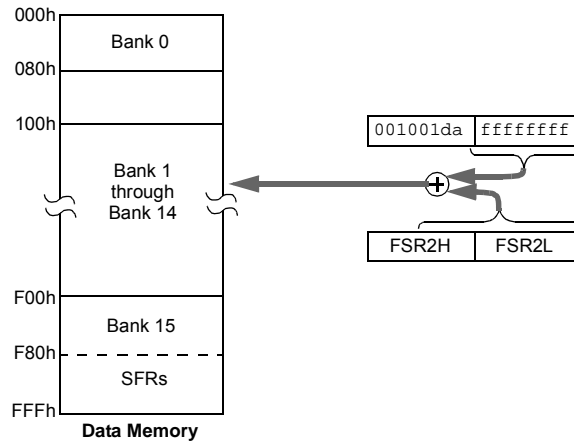 000h
Bank 0
080h
100h
001001da ffffffff
Bank 1
through
Bank 14
FSR2H FSR2L
F00h
Bank 15
F80h
SFRs
FFFh
Data Memory